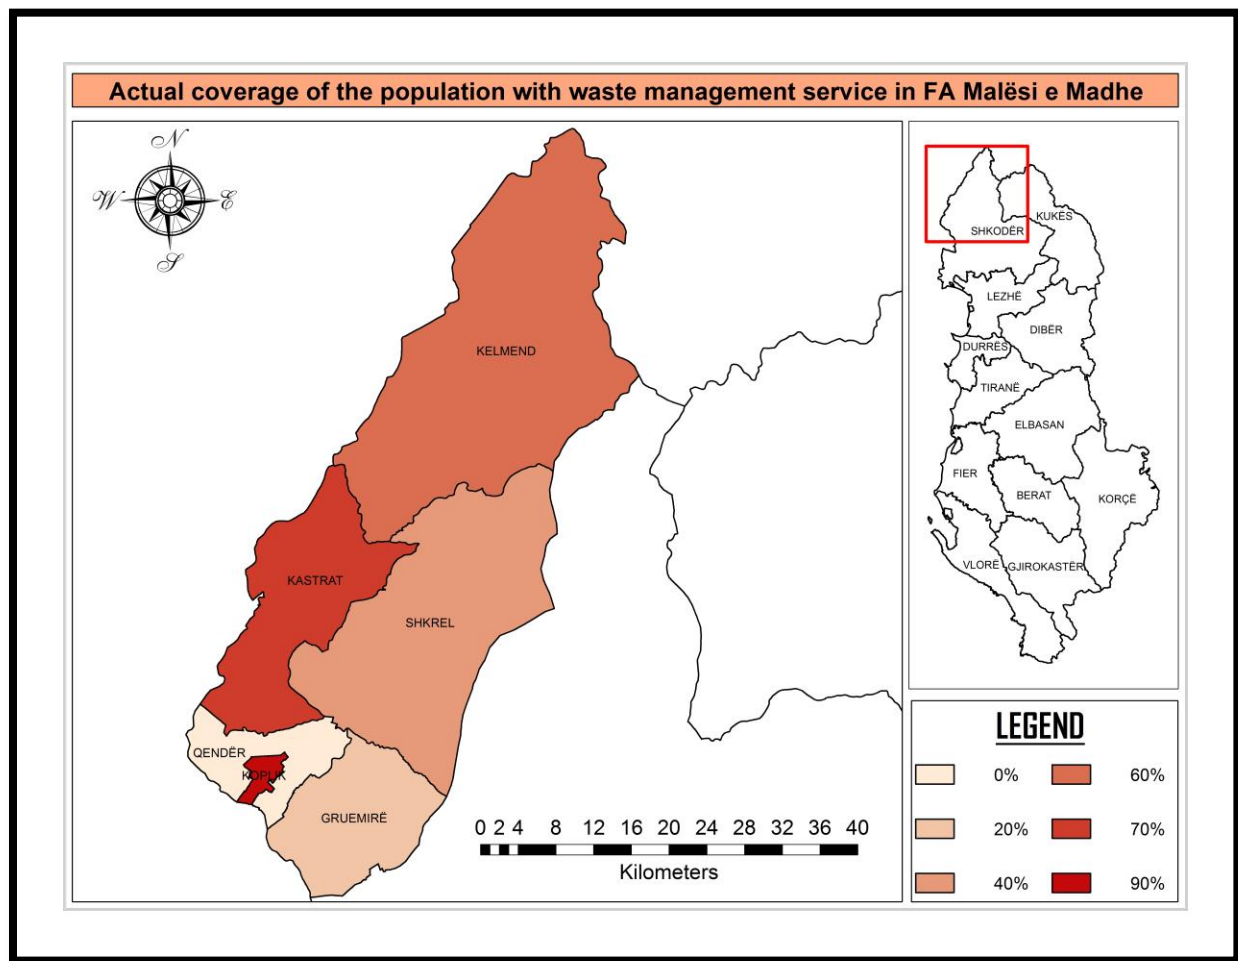 Actual coverage of the population with waste management service in FA Malësi e Madhe
N
W
E
S
KELMEND
KASTRAT
SHKREL
QENDËR
KOPLIK
GRUEMIRË
0 2 4 8 12 16 20 24 28 32 36 40
Kilometers
KUKËS
SHKODËR
LEZHË
DIBËR
DURRËS
TIRANË
ELBASAN
FIER
BERAT
KORÇË
VLORË
GJIROKASTËR
LEGEND
0% 60%
20% 70%
40% 90%